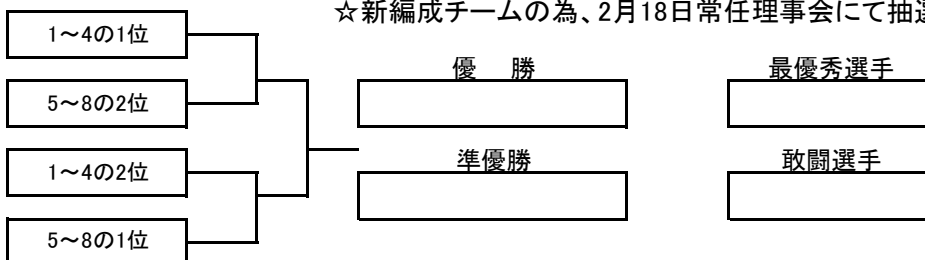 ☆新編成チームの為、2月18日常任理事会にて抽選
1～4の1位
優　勝
最優秀選手
5～8の2位
1～4の2位
準優勝
敢闘選手
5～8の1位